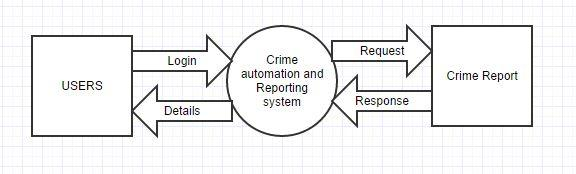 USERS
Login
Details
Crime
automation and
Reporting
system
Request
Response
Crime Report